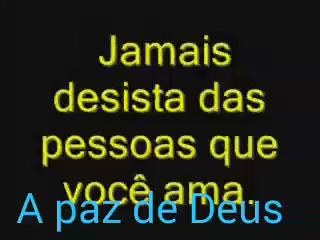 Jamais
desista das
pessoas que
você ama.
A paz de Deus